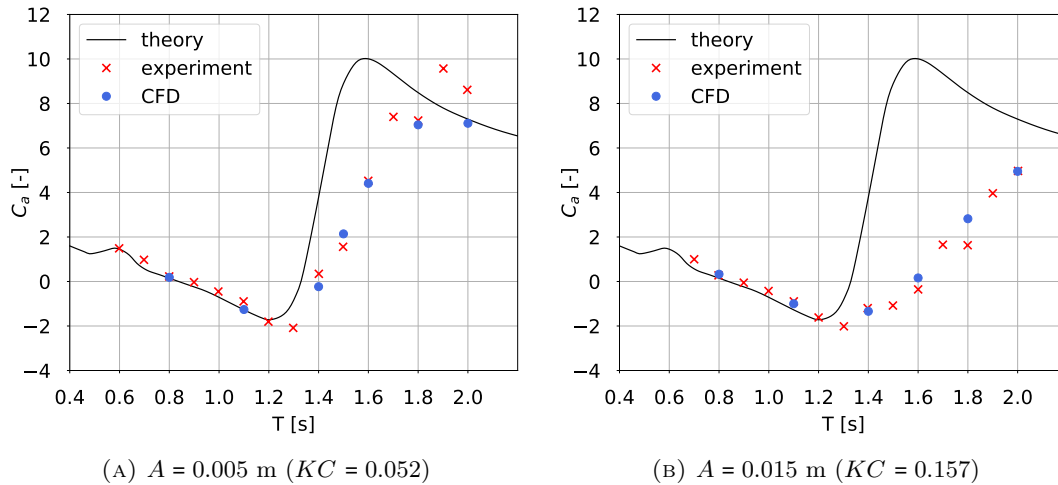 12
10
8
6
4
2
0
−2
−4
C_a [-]
theory
experiment
CFD
0.4 0.6 0.8 1.0 1.2 1.4 1.6 1.8 2.0
T [s]
(A) A = 0.005 m (KC = 0.052)
12
10
8
6
4
2
0
−2
−4
C_a [-]
theory
experiment
CFD
0.4 0.6 0.8 1.0 1.2 1.4 1.6 1.8 2.0
T [s]
(B) A = 0.015 m (KC = 0.157)